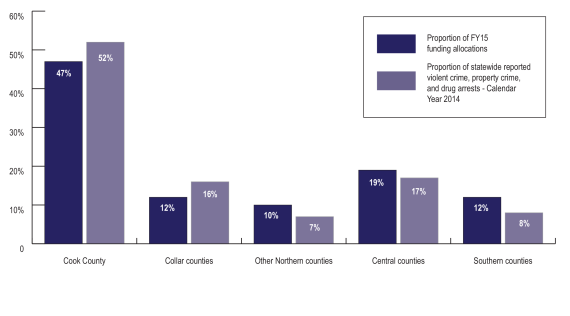 60%
50%
40%
30%
20%
10%
0
Proportion of FY15
funding allocations
Proportion of statewide reported
violent crime, property crime,
and drug arrests - Calendar
Year 2014
47%
52%
12%
16%
10%
7%
19%
17%
12%
8%
Cook County
Collar counties
Other Northern counties
Central counties
Southern counties